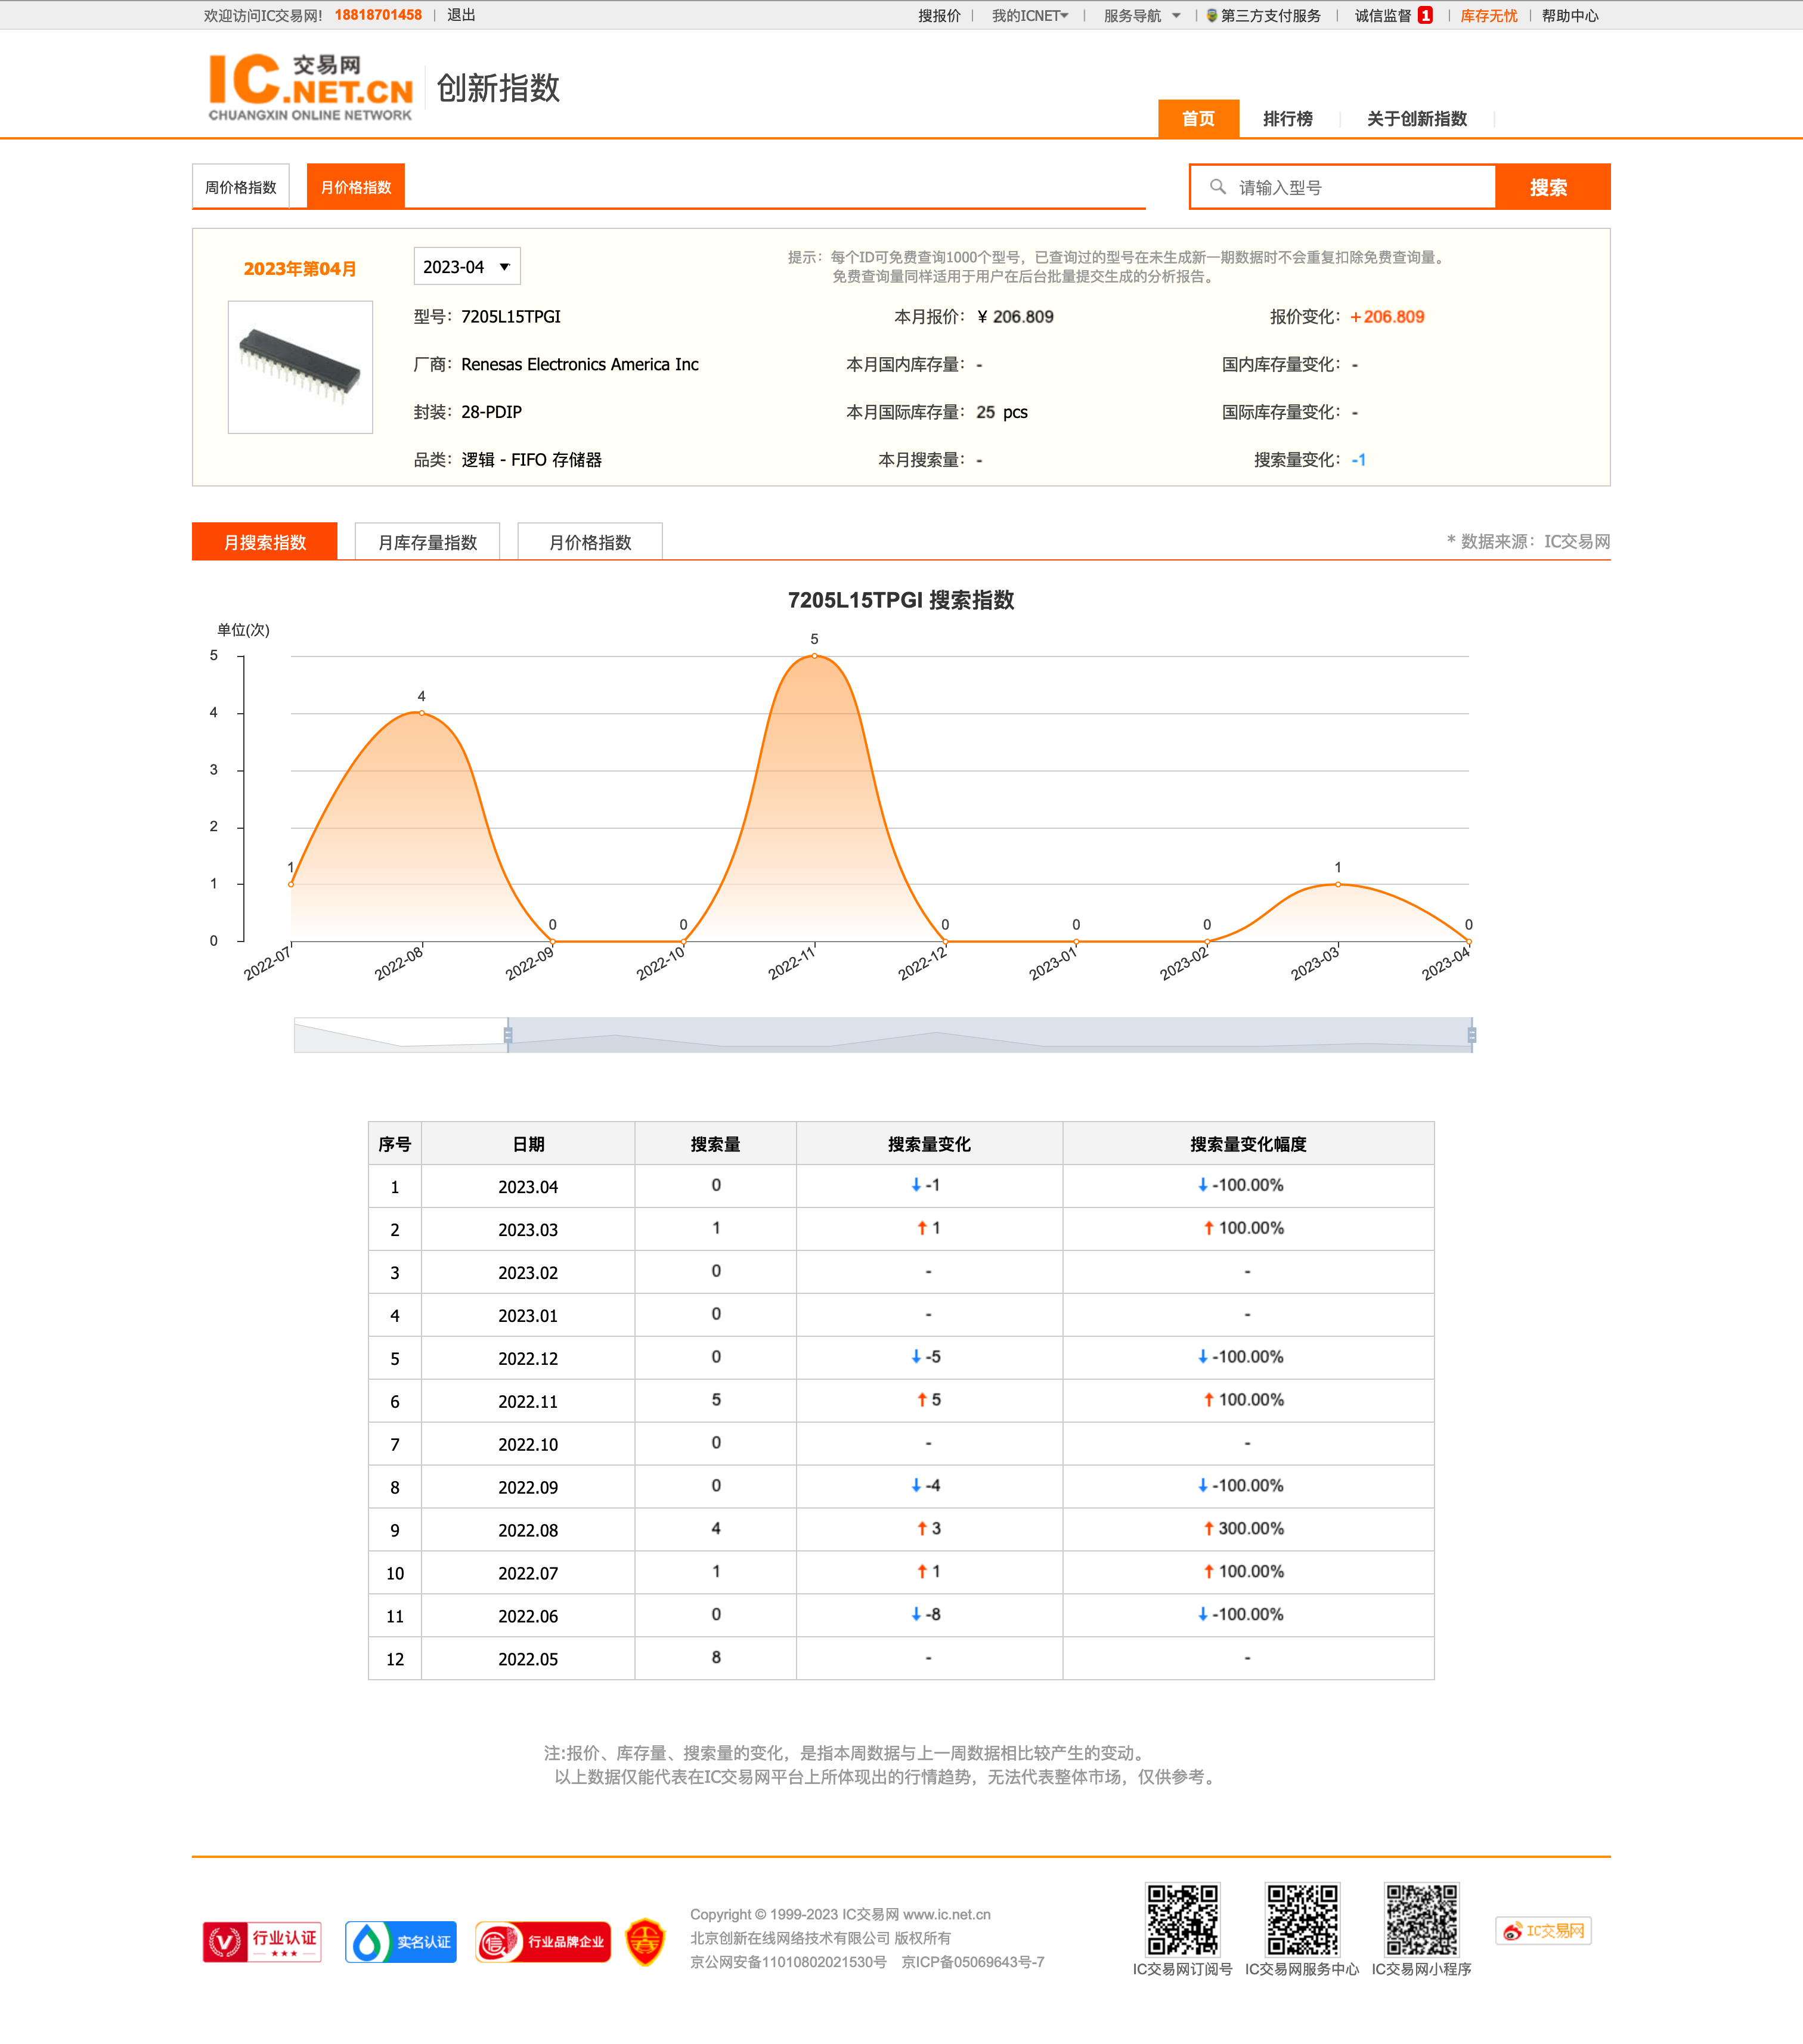 欢迎访问IC交易网! 18818701458 | 退出
搜报价 | 我的ICNET | 服务导航 | 第三方支付服务 | 诚信监督 1 | 库存无忧 | 帮助中心
IC.NET.CN 交易网
CHUANGXIN ONLINE NETWORK
创新指数
首页 排行榜 关于创新指数
周价格指数 月价格指数
请输入型号 搜索
2023年第04月 2023-04
提示：每个ID可免费查询1000个型号，已查询过的型号在未生成新一期数据时不会重复扣除免费查询量。
免费查询量同样适用于用户在后台批量提交生成的分析报告。
型号：7205L15TPGI 本月报价：¥ 206.809 报价变化：+206.809
厂商：Renesas Electronics America Inc 本月国内库存量：- 国内库存量变化：-
封装：28-PDIP 本月国际库存量：25 pcs 国际库存量变化：-
品类：逻辑 - FIFO 存储器 本月搜索量：- 搜索量变化：-1
月搜索指数 月库存量指数 月价格指数 * 数据来源：IC交易网
7205L15TPGI 搜索指数
单位(次)
5
4
3
2
1
0
1 4 0 0 5 0 0 0 1 0
2022-07 2022-08 2022-09 2022-10 2022-11 2022-12 2023-01 2023-02 2023-03 2023-04
序号 日期 搜索量 搜索量变化 搜索量变化幅度
1 2023.04 0 ↓ -1 ↓ -100.00%
2 2023.03 1 ↑ 1 ↑ 100.00%
3 2023.02 0 - -
4 2023.01 0 - -
5 2022.12 0 ↓ -5 ↓ -100.00%
6 2022.11 5 ↑ 5 ↑ 100.00%
7 2022.10 0 - -
8 2022.09 0 ↓ -4 ↓ -100.00%
9 2022.08 4 ↑ 3 ↑ 300.00%
10 2022.07 1 ↑ 1 ↑ 100.00%
11 2022.06 0 ↓ -8 ↓ -100.00%
12 2022.05 8 - -
注:报价、库存量、搜索量的变化，是指本周数据与上一周数据相比较产生的变动。
以上数据仅能代表在IC交易网平台上所体现出的行情趋势，无法代表整体市场，仅供参考。
行业认证 实名认证 信 行业品牌企业
Copyright © 1999-2023 IC交易网 www.ic.net.cn
北京创新在线网络技术有限公司 版权所有
京公网安备11010802021530号 京ICP备05069643号-7
IC交易网订阅号 IC交易网服务中心 IC交易网小程序
IC交易网